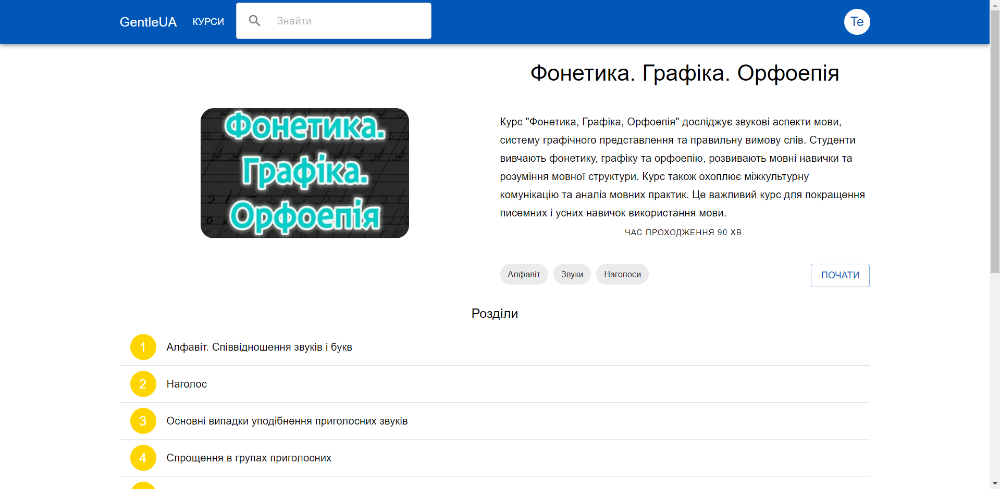 GentleUA
КУРСИ
Знайти
Te
Фонетика. Графіка. Орфоепія
Фонетика.
Графіка.
Орфоепія
Курс "Фонетика, Графіка, Орфоепія" досліджує звукові аспекти мови,
систему графічного представлення та правильну вимову слів. Студенти
вивчають фонетику, графіку та орфоепію, розвивають мовні навички та
розуміння мовної структури. Курс також охоплює міжкультурну
комунікацію та аналіз мовних практик. Це важливий курс для покращення
писемних і усних навичок використання мови.
ЧАС ПРОХОДЖЕННЯ 90 ХВ.
Алфавіт
Звуки
Наголоси
ПОЧАТИ
Розділи
1 Алфавіт. Співвідношення звуків і букв
2 Наголос
3 Основні випадки уподібнення приголосних звуків
4 Спрощення в групах приголосних